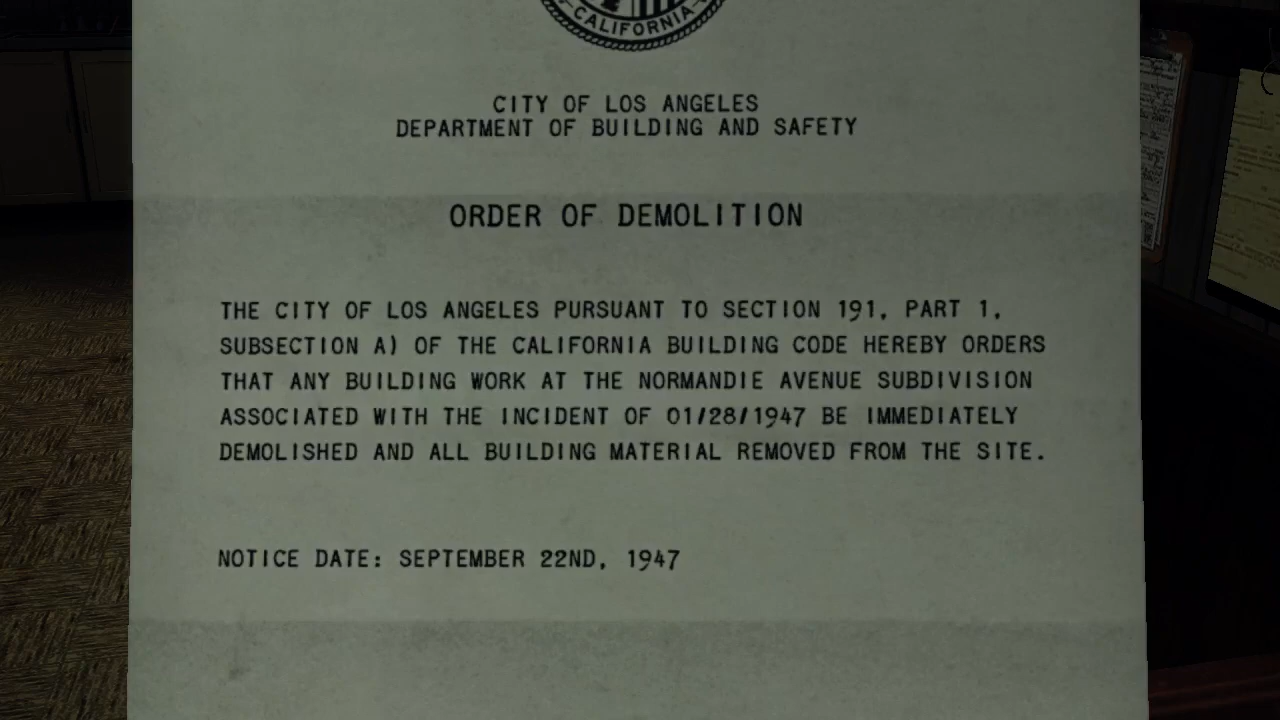 CALIFORNIA
CITY OF LOS ANGELES
DEPARTMENT OF BUILDING AND SAFETY
ORDER OF DEMOLITION
THE CITY OF LOS ANGELES PURSUANT TO SECTION 191, PART 1,
SUBSECTION A) OF THE CALIFORNIA BUILDING CODE HEREBY ORDERS
THAT ANY BUILDING WORK AT THE NORMANDIE AVENUE SUBDIVISION
ASSOCIATED WITH THE INCIDENT OF 01/28/1947 BE IMMEDIATELY
DEMOLISHED AND ALL BUILDING MATERIAL REMOVED FROM THE SITE.
NOTICE DATE: SEPTEMBER 22ND, 1947